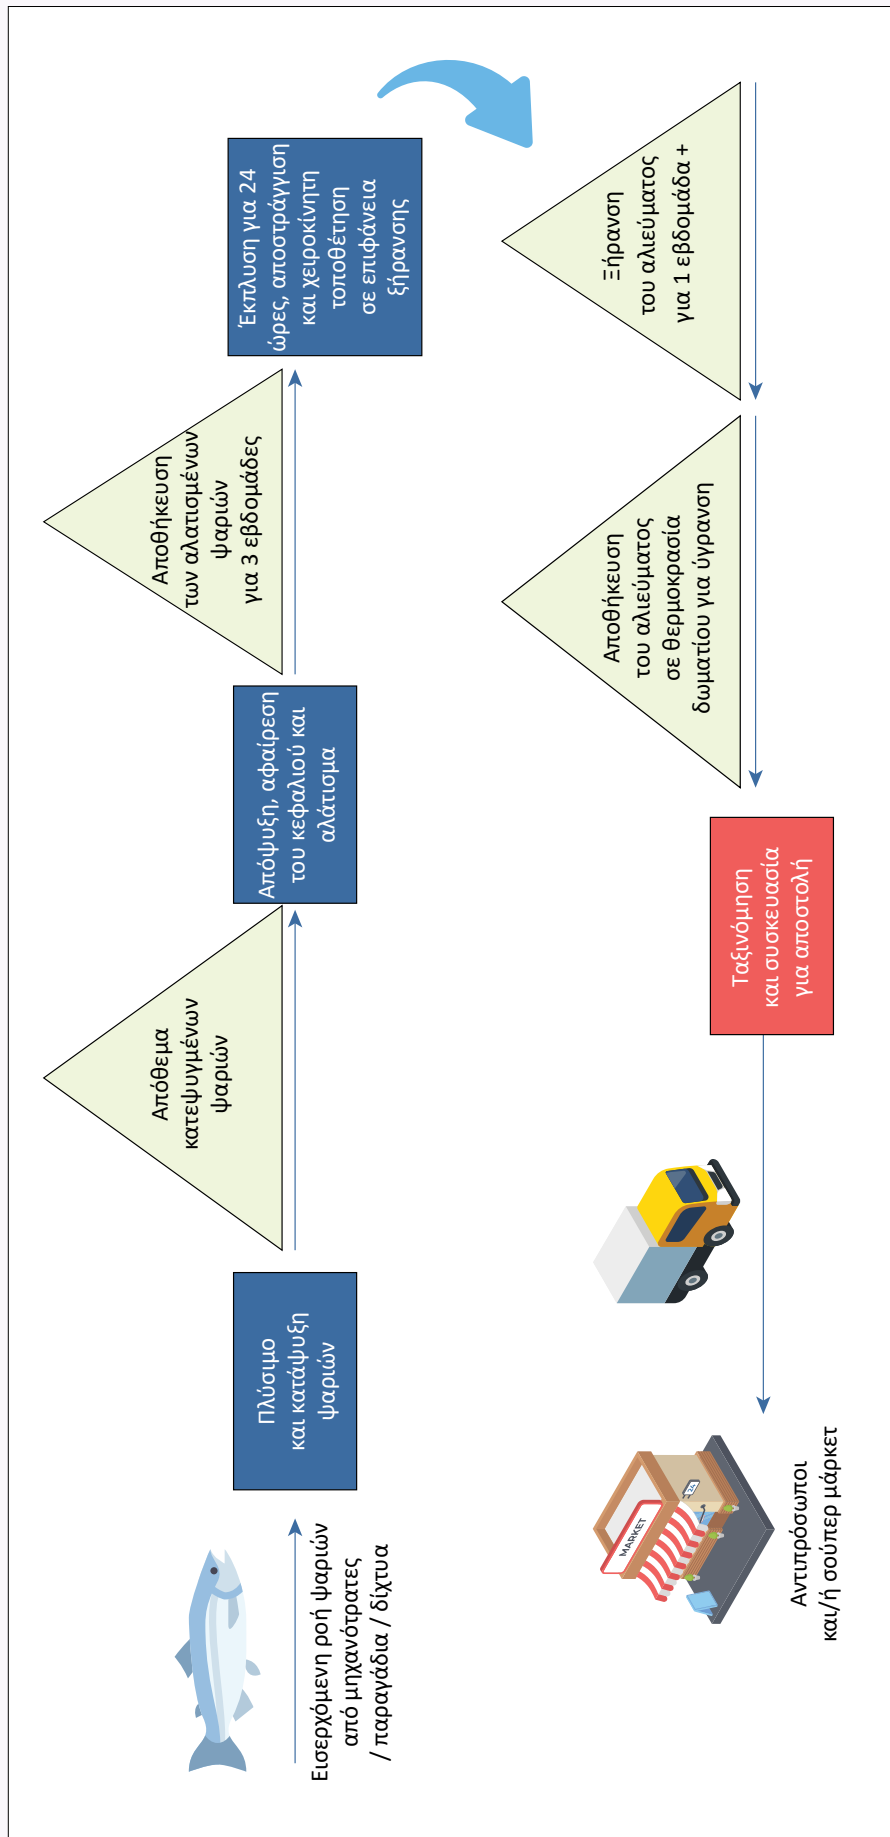 Εισερχόμενη ροή ψαριών
από μηχανότρατες
/ παραγάδια / δίχτυα
Πλύσιμο
και κατάψυξη
ψαριών
Απόθεμα
κατεψυγμένων
ψαριών
Απόψυξη, αφαίρεση
του κεφαλιού και
αλάτισμα
Αποθήκευση
των αλατισμένων
ψαριών
για 3 εβδομάδες
Έκπλυση για 24
ώρες, αποστράγγιση
και χειροκίνητη
τοποθέτηση
σε επιφάνεια
ξήρανσης
Ξήρανση
του αλιεύματος
για 1 εβδομάδα +
Αποθήκευση
του αλιεύματος
σε θερμοκρασία
δωματίου για ύγρανση
Ταξινόμηση
και συσκευασία
για αποστολή
MARKET
24
Αντιπρόσωποι
και/ή σούπερ μάρκετ